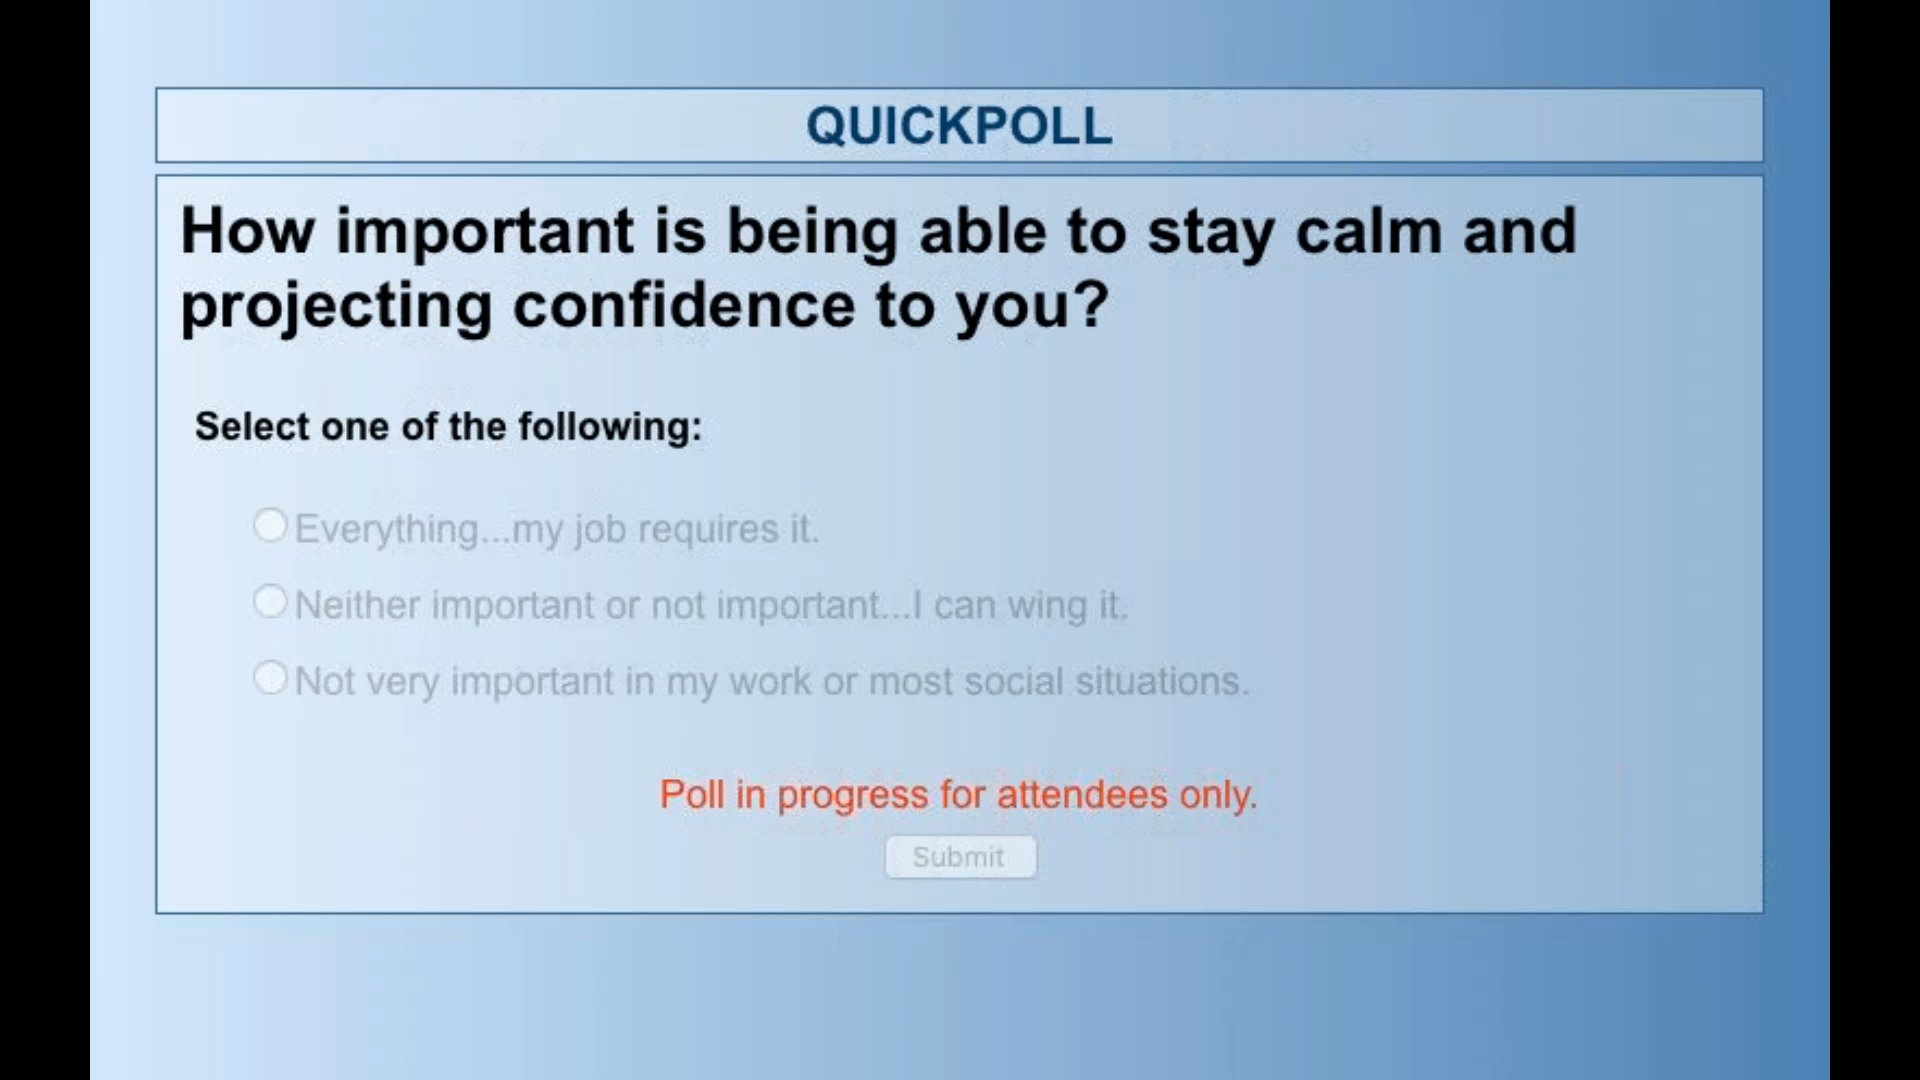 QUICKPOLL
How important is being able to stay calm and
projecting confidence to you?
Select one of the following:
Everything...my job requires it.
Neither important or not important...I can wing it.
Not very important in my work or most social situations.
Poll in progress for attendees only.
Submit